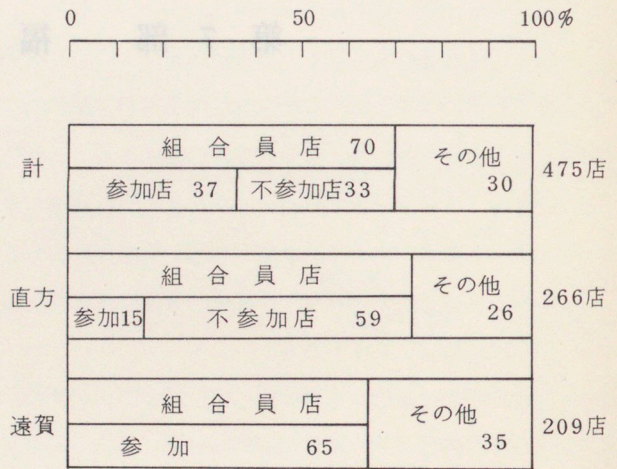 0 50 100%
計 組合員店 70 その他 30 475店
参加店 37 不参加店33
直方 組合員店 その他 26 266店
参加15 不参加店 59
遠賀 組合員店 その他 35 209店
参加 65